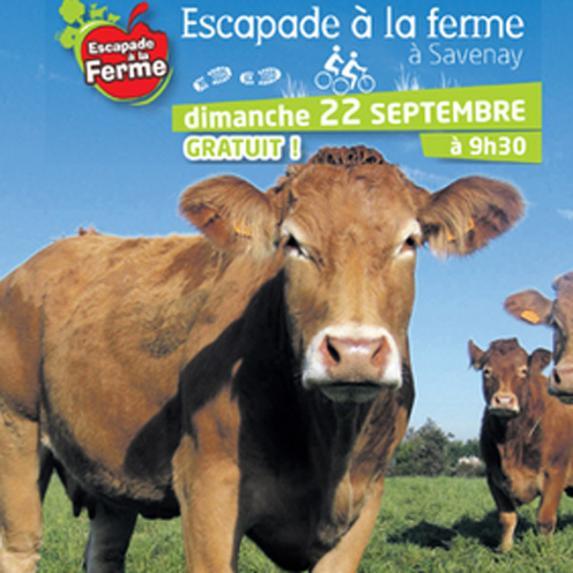 Escapade
à la
Ferme
Escapade à la ferme
à Savenay
dimanche 22 SEPTEMBRE
GRATUIT !
à 9h30